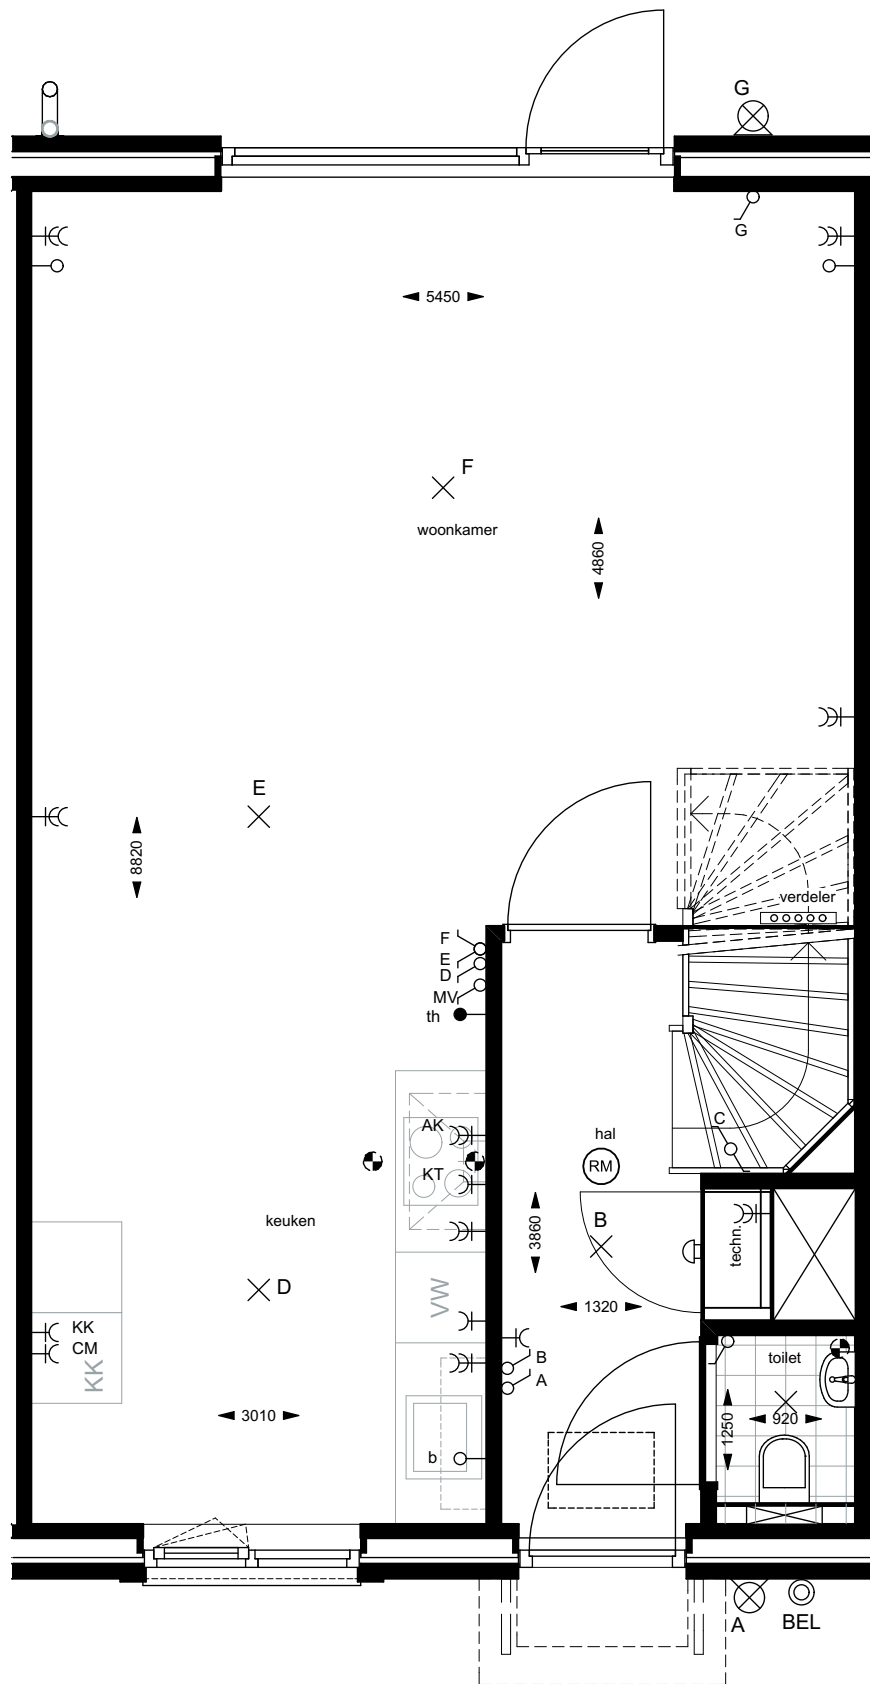 G
G
5450
F
woonkamer
4860
E
8820
verdeler
F
E
D
MV
th
AK
KT
C
hal
RM
keuken
B
3860
techn.
D
VW
1320
KK
CM
KK
B
A
toilet
3010
1250
920
b
A
BEL